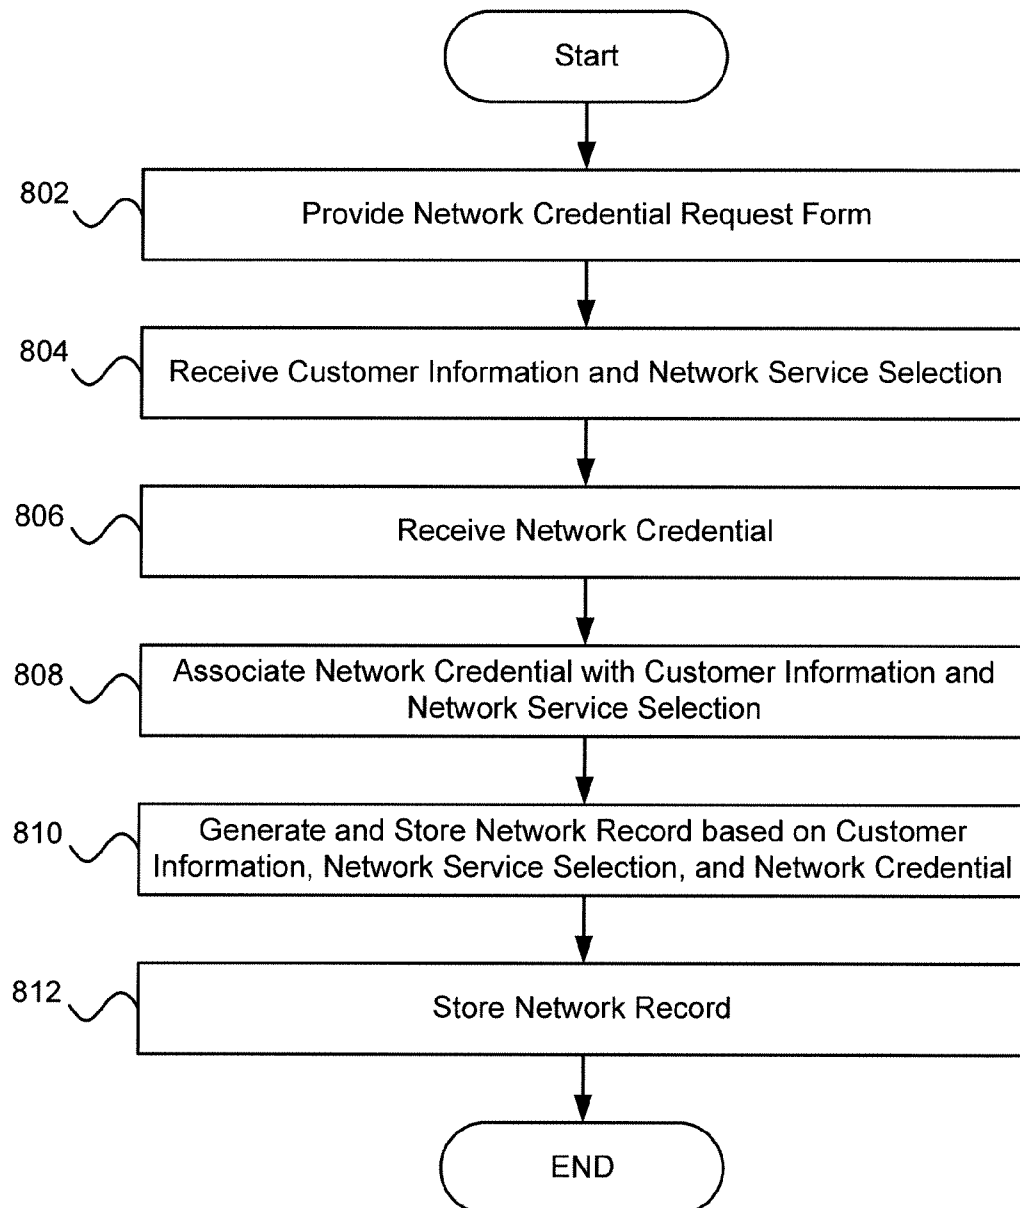 Start
802
Provide Network Credential Request Form
804
Receive Customer Information and Network Service Selection
806
Receive Network Credential
808
Associate Network Credential with Customer Information and
Network Service Selection
810
Generate and Store Network Record based on Customer
Information, Network Service Selection, and Network Credential
812
Store Network Record
END